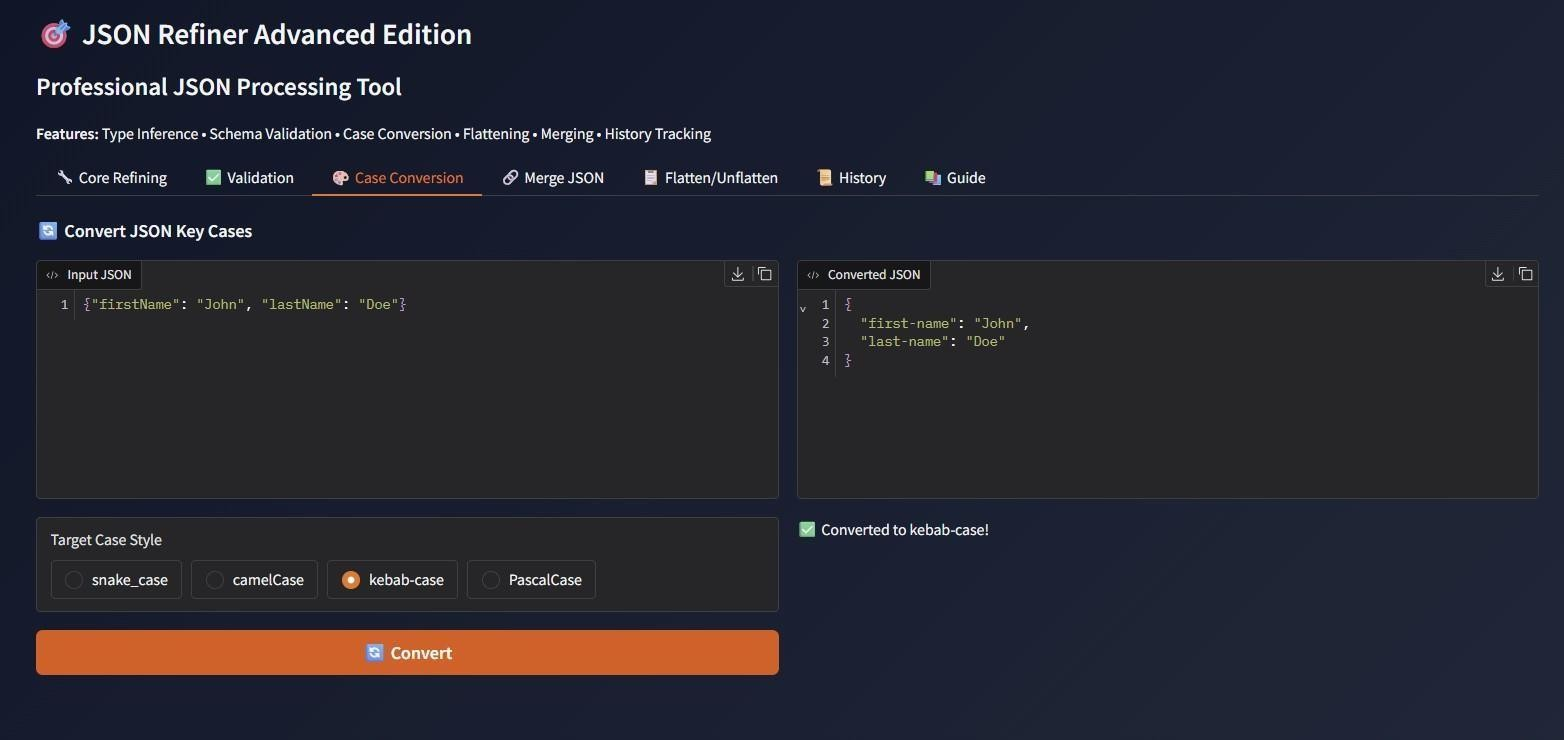 🎯 JSON Refiner Advanced Edition
Professional JSON Processing Tool
Features: Type Inference • Schema Validation • Case Conversion • Flattening • Merging • History Tracking
🔧 Core Refining ✅ Validation 🎨 Case Conversion 🔗 Merge JSON 📋 Flatten/Unflatten 📜 History 📚 Guide
🔄 Convert JSON Key Cases
Input JSON
1 {"firstName": "John", "lastName": "Doe"}
Converted JSON
1 {
2 "first-name": "John",
3 "last-name": "Doe"
4 }
Target Case Style
snake_case camelCase kebab-case PascalCase
✅ Converted to kebab-case!
🔄 Convert